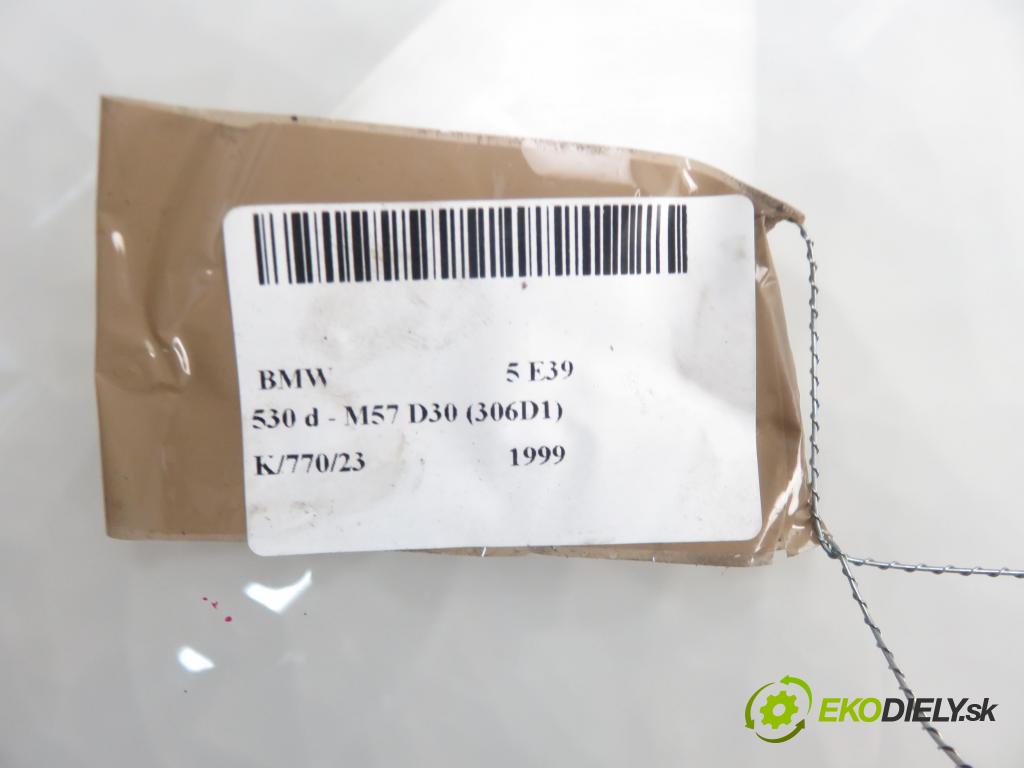 BMW 5 E39
530 d - M57 D30 (306D1)
K/770/23 1999
EKODIELY.sk